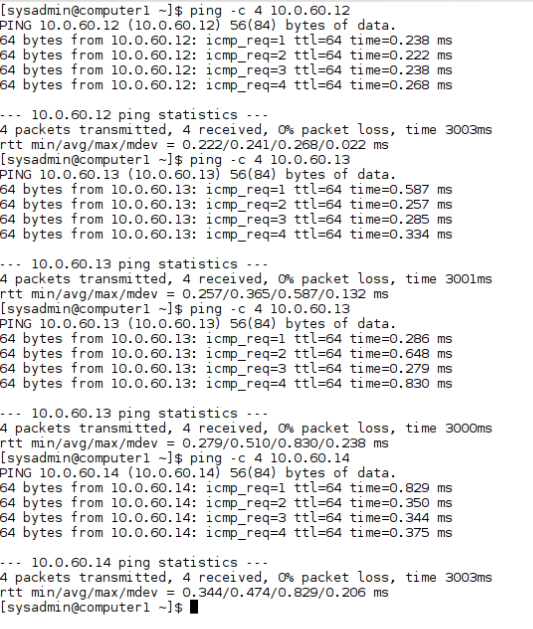 [sysadmin@computer1 ~]$ ping -c 4 10.0.60.12
PING 10.0.60.12 (10.0.60.12) 56(84) bytes of data.
64 bytes from 10.0.60.12: icmp_req=1 ttl=64 time=0.238 ms
64 bytes from 10.0.60.12: icmp_req=2 ttl=64 time=0.222 ms
64 bytes from 10.0.60.12: icmp_req=3 ttl=64 time=0.238 ms
64 bytes from 10.0.60.12: icmp_req=4 ttl=64 time=0.268 ms

--- 10.0.60.12 ping statistics ---
4 packets transmitted, 4 received, 0% packet loss, time 3003ms
rtt min/avg/max/mdev = 0.222/0.241/0.268/0.022 ms
[sysadmin@computer1 ~]$ ping -c 4 10.0.60.13
PING 10.0.60.13 (10.0.60.13) 56(84) bytes of data.
64 bytes from 10.0.60.13: icmp_req=1 ttl=64 time=0.587 ms
64 bytes from 10.0.60.13: icmp_req=2 ttl=64 time=0.257 ms
64 bytes from 10.0.60.13: icmp_req=3 ttl=64 time=0.285 ms
64 bytes from 10.0.60.13: icmp_req=4 ttl=64 time=0.334 ms

--- 10.0.60.13 ping statistics ---
4 packets transmitted, 4 received, 0% packet loss, time 3001ms
rtt min/avg/max/mdev = 0.257/0.365/0.587/0.132 ms
[sysadmin@computer1 ~]$ ping -c 4 10.0.60.13
PING 10.0.60.13 (10.0.60.13) 56(84) bytes of data.
64 bytes from 10.0.60.13: icmp_req=1 ttl=64 time=0.286 ms
64 bytes from 10.0.60.13: icmp_req=2 ttl=64 time=0.648 ms
64 bytes from 10.0.60.13: icmp_req=3 ttl=64 time=0.279 ms
64 bytes from 10.0.60.13: icmp_req=4 ttl=64 time=0.830 ms

--- 10.0.60.13 ping statistics ---
4 packets transmitted, 4 received, 0% packet loss, time 3000ms
rtt min/avg/max/mdev = 0.279/0.510/0.830/0.238 ms
[sysadmin@computer1 ~]$ ping -c 4 10.0.60.14
PING 10.0.60.14 (10.0.60.14) 56(84) bytes of data.
64 bytes from 10.0.60.14: icmp_req=1 ttl=64 time=0.829 ms
64 bytes from 10.0.60.14: icmp_req=2 ttl=64 time=0.350 ms
64 bytes from 10.0.60.14: icmp_req=3 ttl=64 time=0.344 ms
64 bytes from 10.0.60.14: icmp_req=4 ttl=64 time=0.375 ms

--- 10.0.60.14 ping statistics ---
4 packets transmitted, 4 received, 0% packet loss, time 3003ms
rtt min/avg/max/mdev = 0.344/0.474/0.829/0.206 ms
[sysadmin@computer1 ~]$